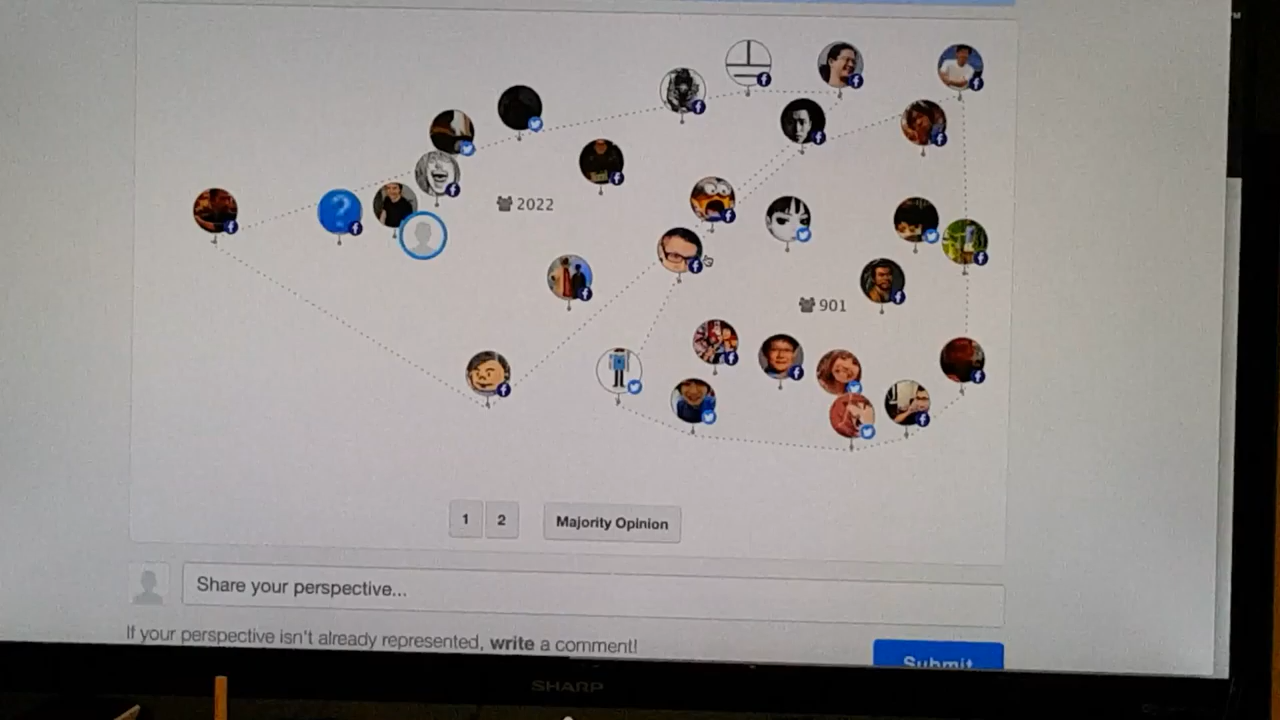 ?
2022
901
1 2 Majority Opinion
Share your perspective...
If your perspective isn't already represented, write a comment!
Submit
SHARP